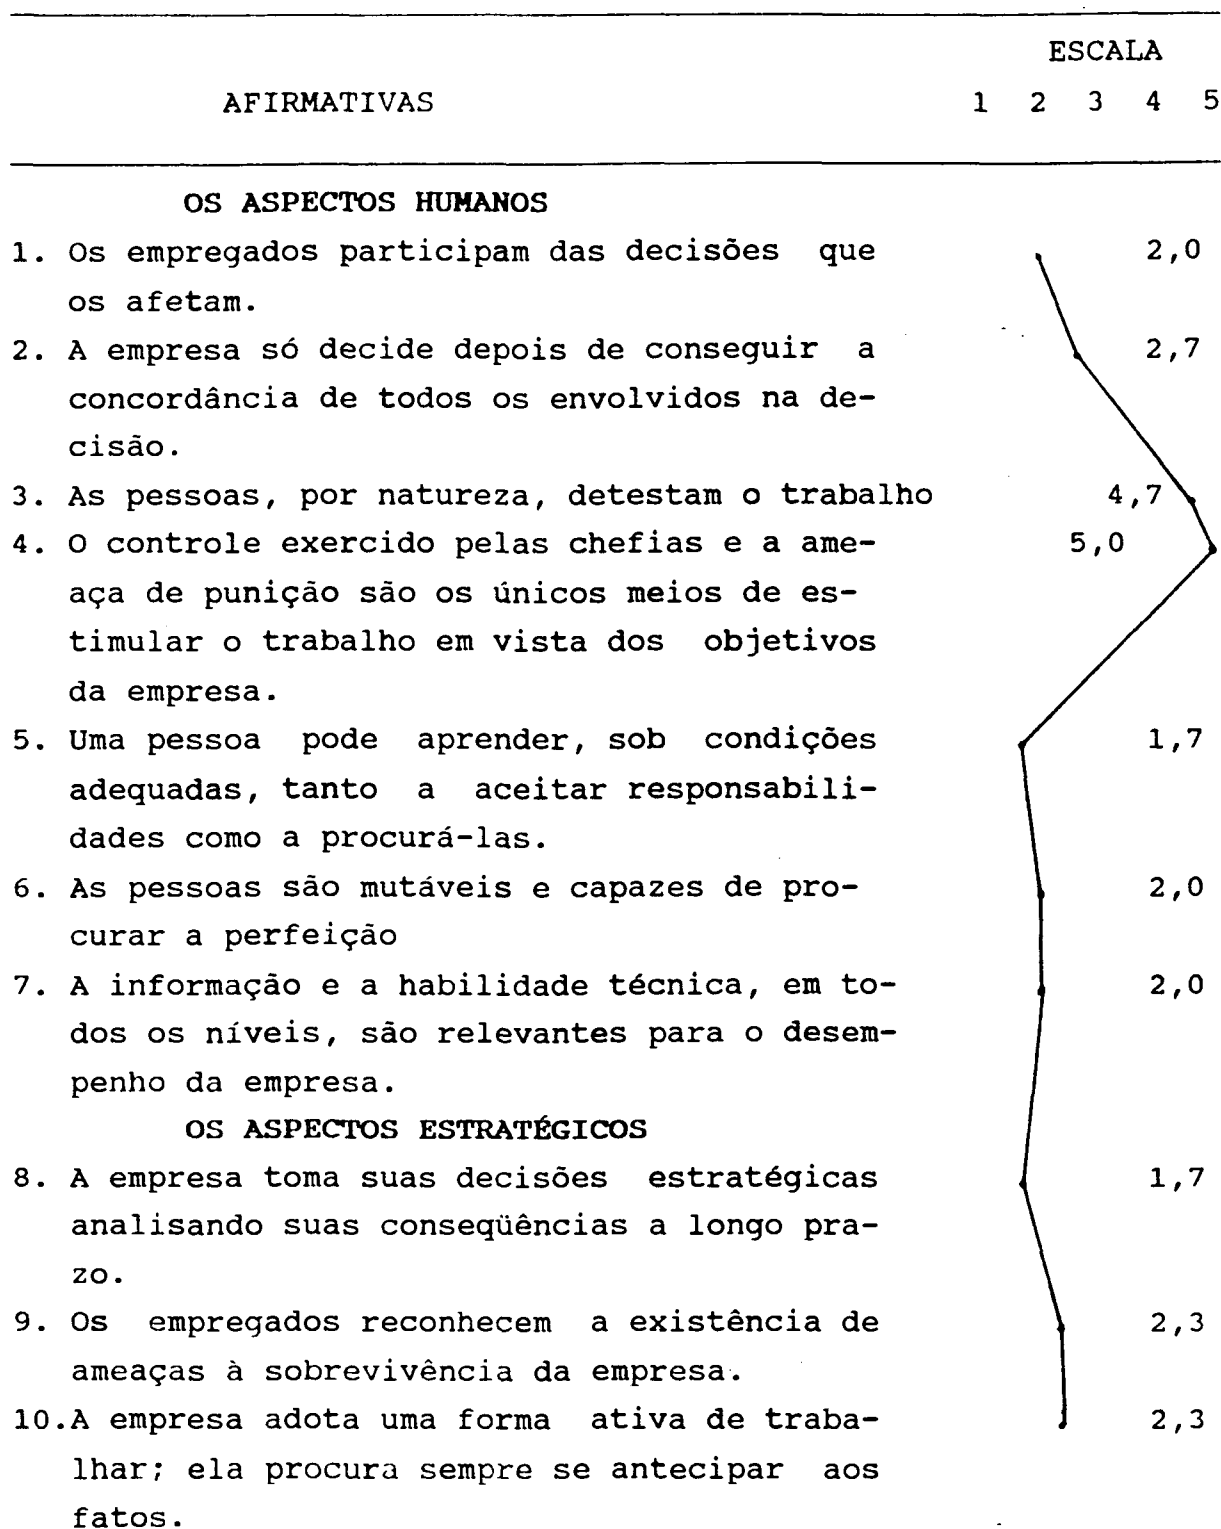 ESCALA
AFIRMATIVAS 1 2 3 4 5
OS ASPECTOS HUMANOS
1. Os empregados participam das decisões que 2,0
os afetam.
2. A empresa só decide depois de conseguir a 2,7
concordância de todos os envolvidos na de-
cisão.
3. As pessoas, por natureza, detestam o trabalho 4,7
4. O controle exercido pelas chefias e a ame- 5,0
aça de punição são os únicos meios de es-
timular o trabalho em vista dos objetivos
da empresa.
5. Uma pessoa pode aprender, sob condições 1,7
adequadas, tanto a aceitar responsabili-
dades como a procurá-las.
6. As pessoas são mutáveis e capazes de pro- 2,0
curar a perfeição
7. A informação e a habilidade técnica, em to- 2,0
dos os níveis, são relevantes para o desem-
penho da empresa.
OS ASPECTOS ESTRATÉGICOS
8. A empresa toma suas decisões estratégicas 1,7
analisando suas conseqüências a longo pra-
zo.
9. Os empregados reconhecem a existência de 2,3
ameaças à sobrevivência da empresa.
10.A empresa adota uma forma ativa de traba- 2,3
lhar; ela procura sempre se antecipar aos
fatos.